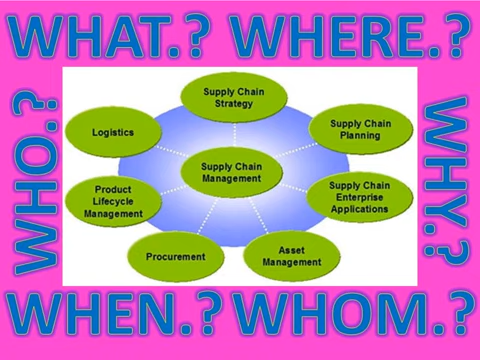 WHAT.? WHERE.?
WHO.?
WHY.?
Supply Chain
Strategy
Logistics
Supply Chain
Planning
Supply Chain
Management
Product
Lifecycle
Management
Supply Chain
Enterprise
Applications
Procurement
Asset
Management
WHEN.? WHOM.?